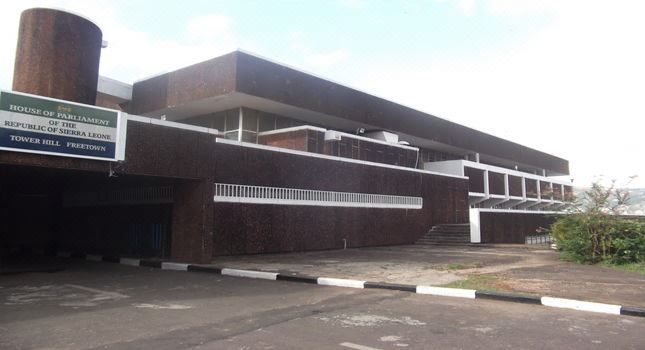 HOUSE OF PARLIAMENT
OF THE
REPUBLIC OF SIERRA LEONE
TOWER HILL FREETOWN